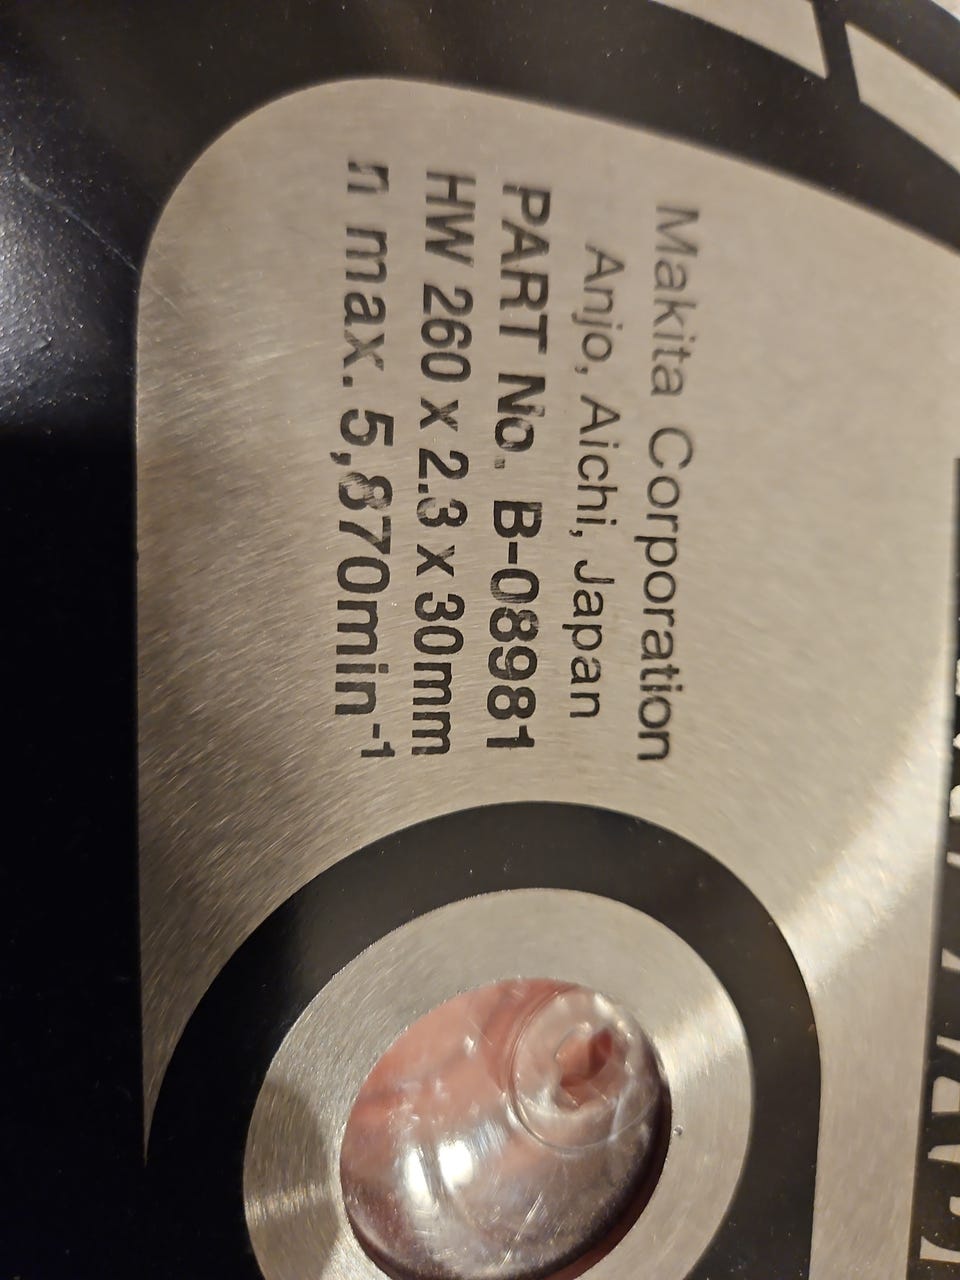 Makita Corporation
Anjo, Aichi, Japan
PART No. B-08981
HW 260 x 2.3 x 30mm
n max. 5,870min⁻¹